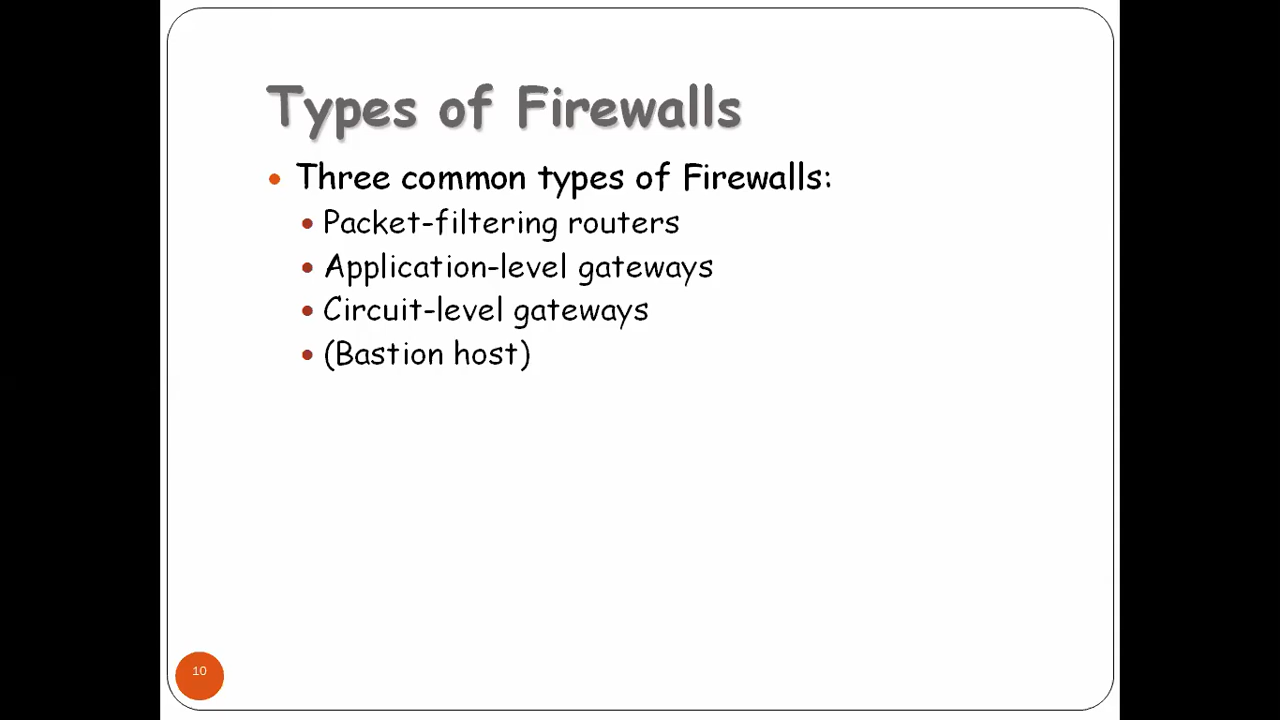 Types of Firewalls
Three common types of Firewalls:
Packet-filtering routers
Application-level gateways
Circuit-level gateways
(Bastion host)
10